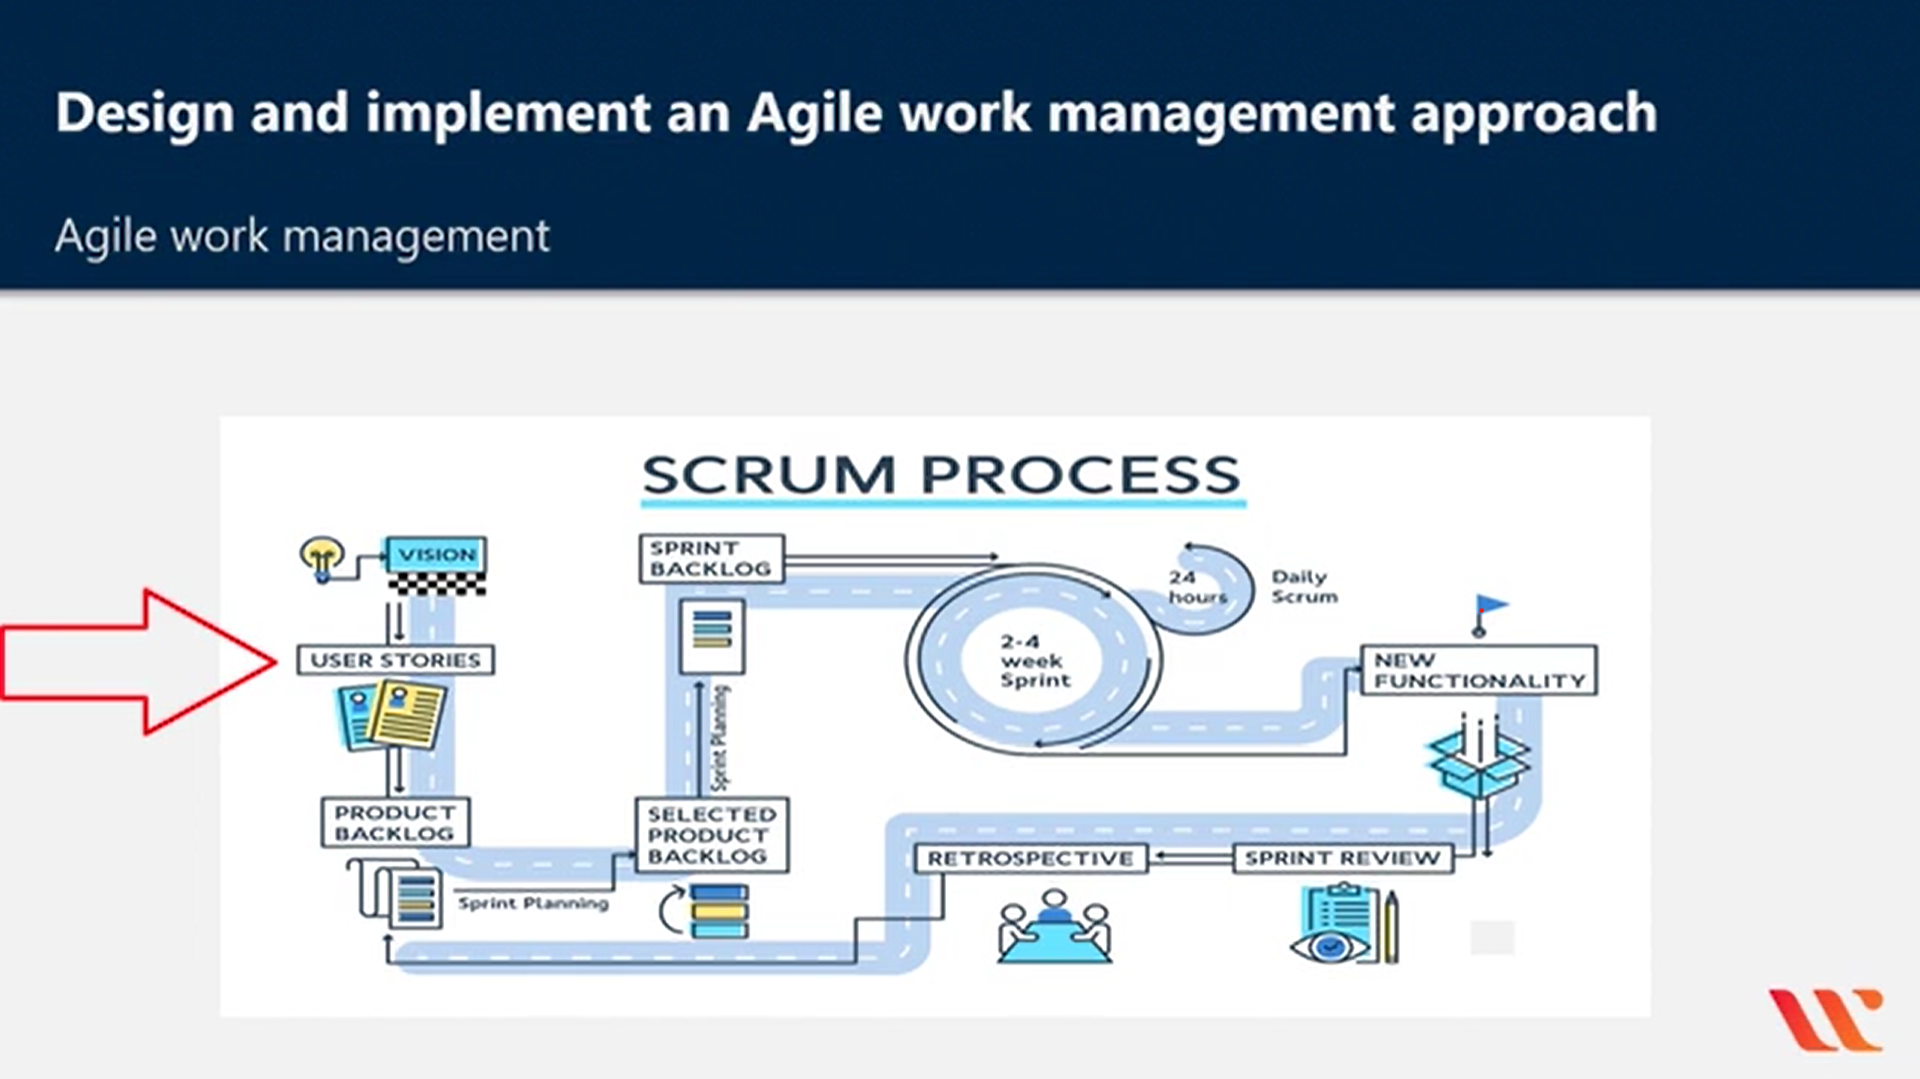 Design and implement an Agile work management approach
Agile work management
SCRUM PROCESS
VISION
USER STORIES
PRODUCT
BACKLOG
Sprint Planning
SELECTED
PRODUCT
BACKLOG
Sprint Planning
SPRINT
BACKLOG
2-4
week
Sprint
24
hours
Daily
Scrum
NEW
FUNCTIONALITY
SPRINT REVIEW
RETROSPECTIVE